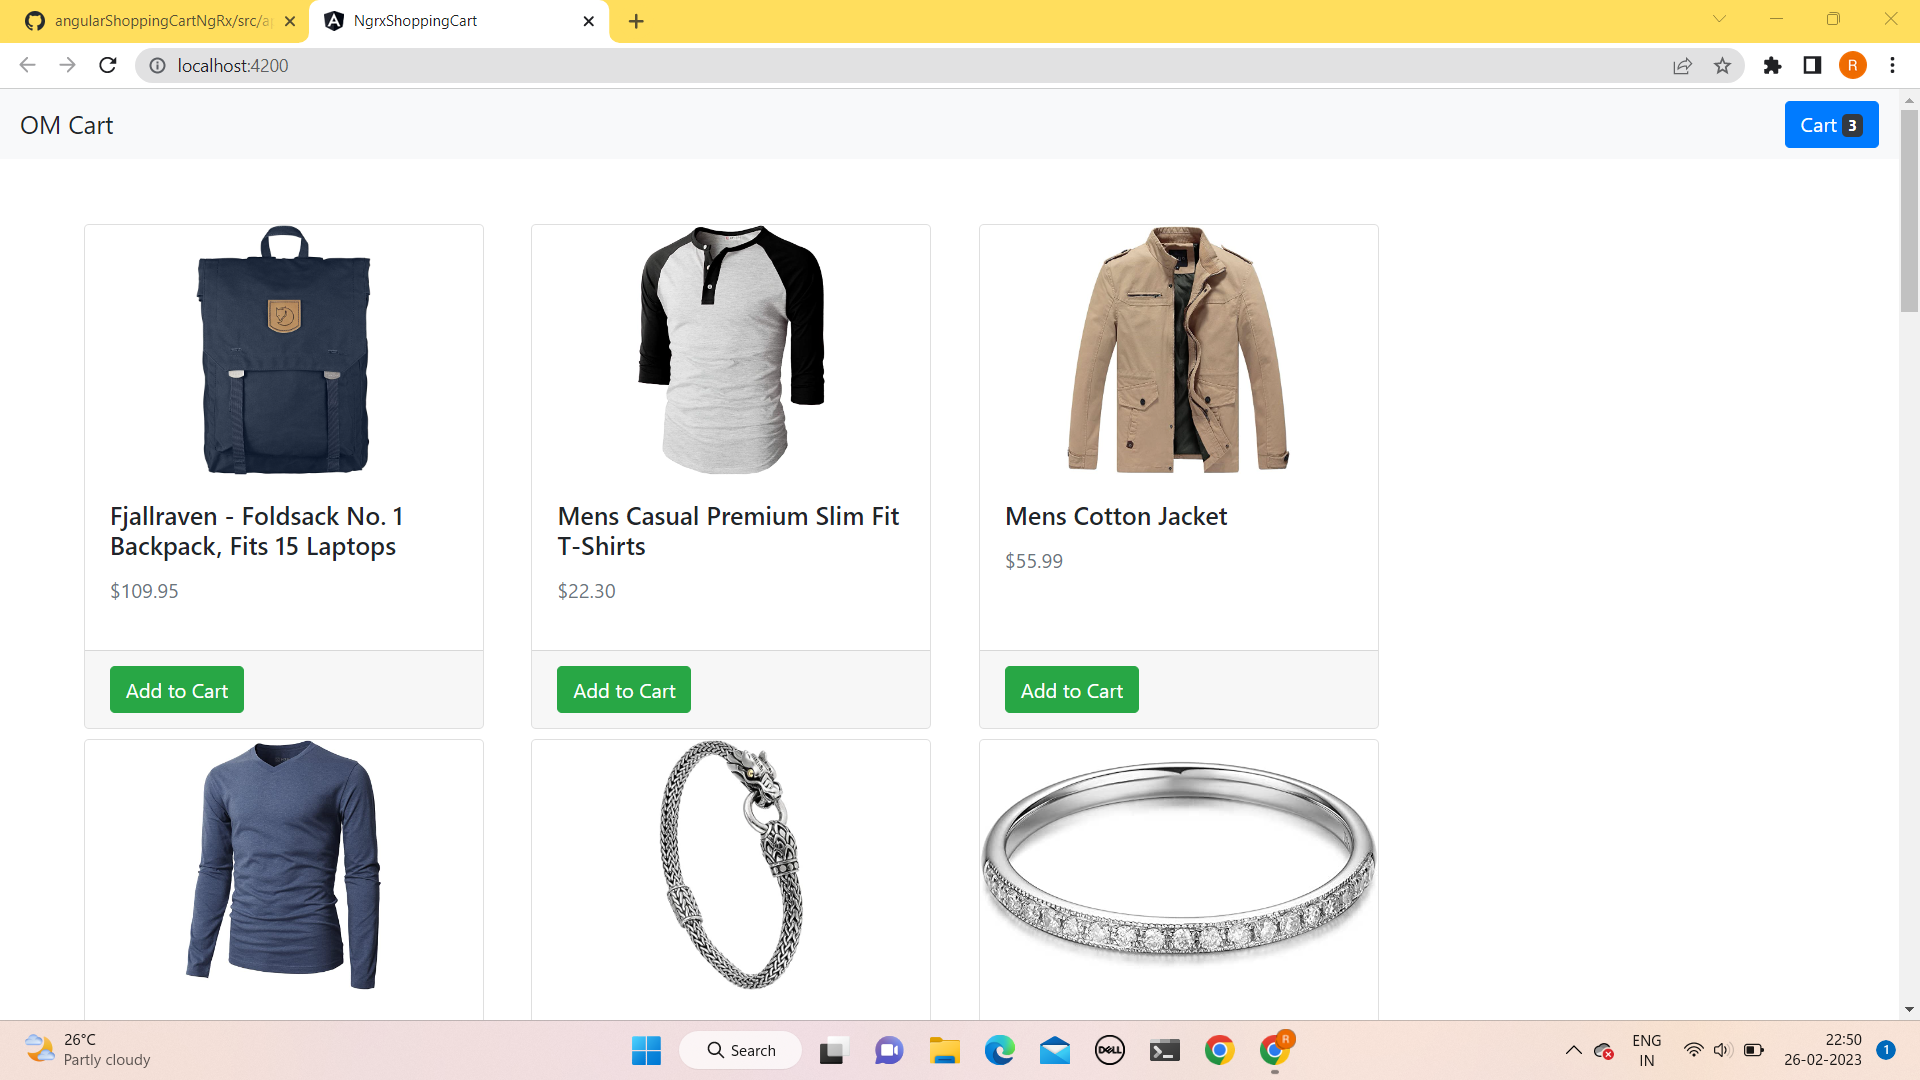 angularShoppingCartNgRx/src/a
NgrxShoppingCart
localhost:4200
R
OM Cart
Cart 3
Fjallraven - Foldsack No. 1
Backpack, Fits 15 Laptops
$109.95
Add to Cart
Mens Casual Premium Slim Fit
T-Shirts
$22.30
Add to Cart
Mens Cotton Jacket
$55.99
Add to Cart
26°C
Partly cloudy
Search
DELL
R
ENG
IN
22:50
26-02-2023
1